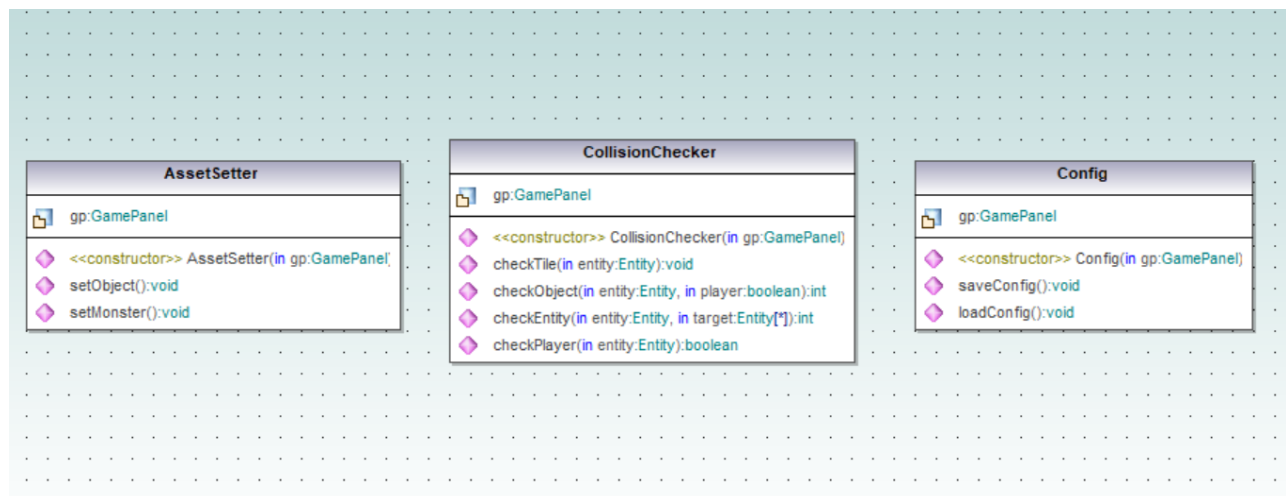 AssetSetter
gp:GamePanel
<<constructor>> AssetSetter(in gp:GamePanel)
setObject():void
setMonster():void
CollisionChecker
gp:GamePanel
<<constructor>> CollisionChecker(in gp:GamePanel)
checkTile(in entity:Entity):void
checkObject(in entity:Entity, in player:boolean):int
checkEntity(in entity:Entity, in target:Entity[*]):int
checkPlayer(in entity:Entity):boolean
Config
gp:GamePanel
<<constructor>> Config(in gp:GamePanel)
saveConfig():void
loadConfig():void